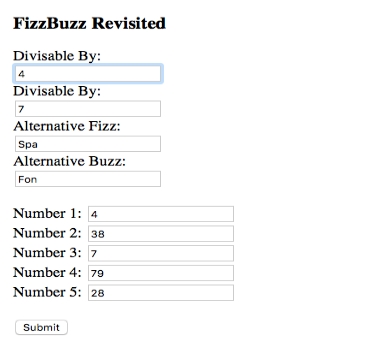 FizzBuzz Revisited
Divisable By:
4
Divisable By:
7
Alternative Fizz:
Spa
Alternative Buzz:
Fon
Number 1: 4
Number 2: 38
Number 3: 7
Number 4: 79
Number 5: 28
Submit